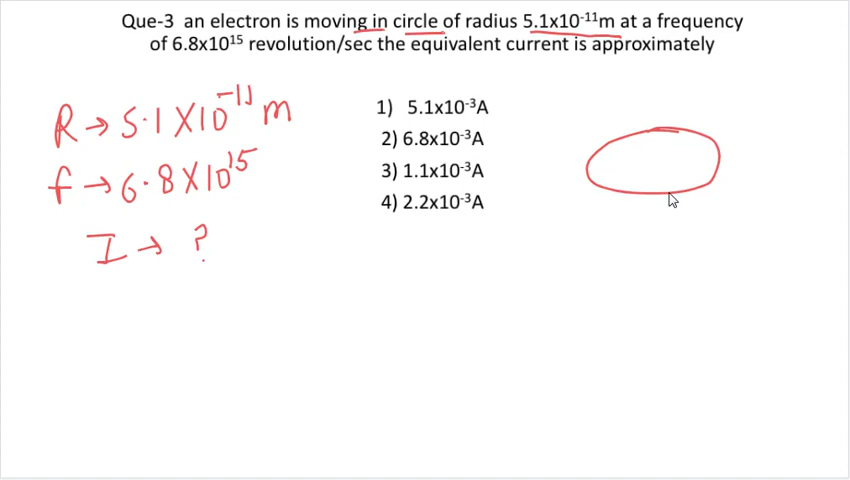 Que-3 an electron is moving in circle of radius 5.1x10⁻¹¹m at a frequency
of 6.8x10¹⁵ revolution/sec the equivalent current is approximately
R → 5.1 X 10⁻¹¹ m
f → 6.8 X 10¹⁵
I → ?
1) 5.1x10⁻³A
2) 6.8x10⁻³A
3) 1.1x10⁻³A
4) 2.2x10⁻³A